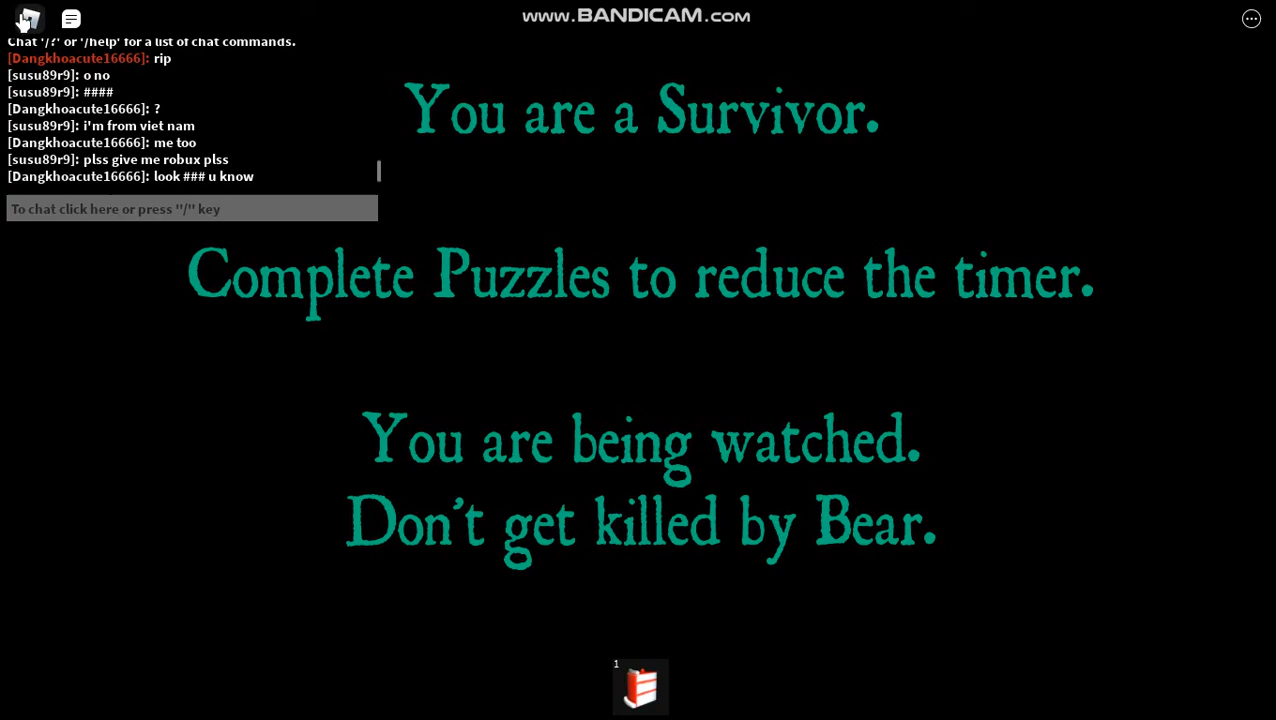 www.BANDICAM.com
Chat '/?' or '/help' for a list of chat commands.
[Dangkhoacute16666]: rip
[susu89r9]: o no
[susu89r9]: ####
[Dangkhoacute16666]: ?
[susu89r9]: i'm from viet nam
[Dangkhoacute16666]: me too
[susu89r9]: plss give me robux plss
[Dangkhoacute16666]: look ### u know
To chat click here or press "/" key
You are a Survivor.
Complete Puzzles to reduce the timer.
You are being watched.
Don't get killed by Bear.
1